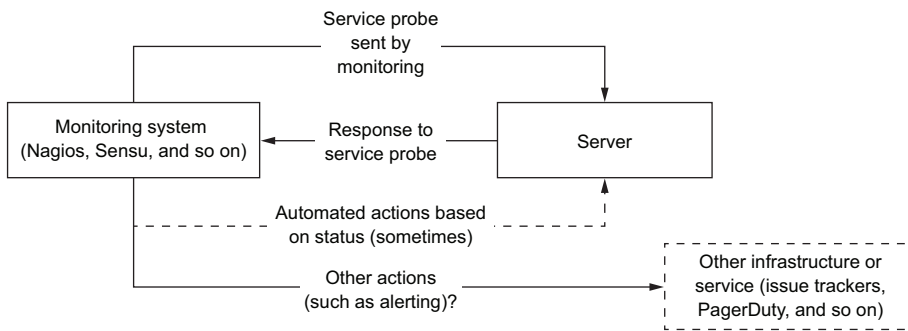 Service probe
sent by
monitoring
Monitoring system
(Nagios, Sensu, and so on)
Response to
service probe
Server
Automated actions based
on status (sometimes)
Other actions
(such as alerting)?
Other infrastructure or
service (issue trackers,
PagerDuty, and so on)